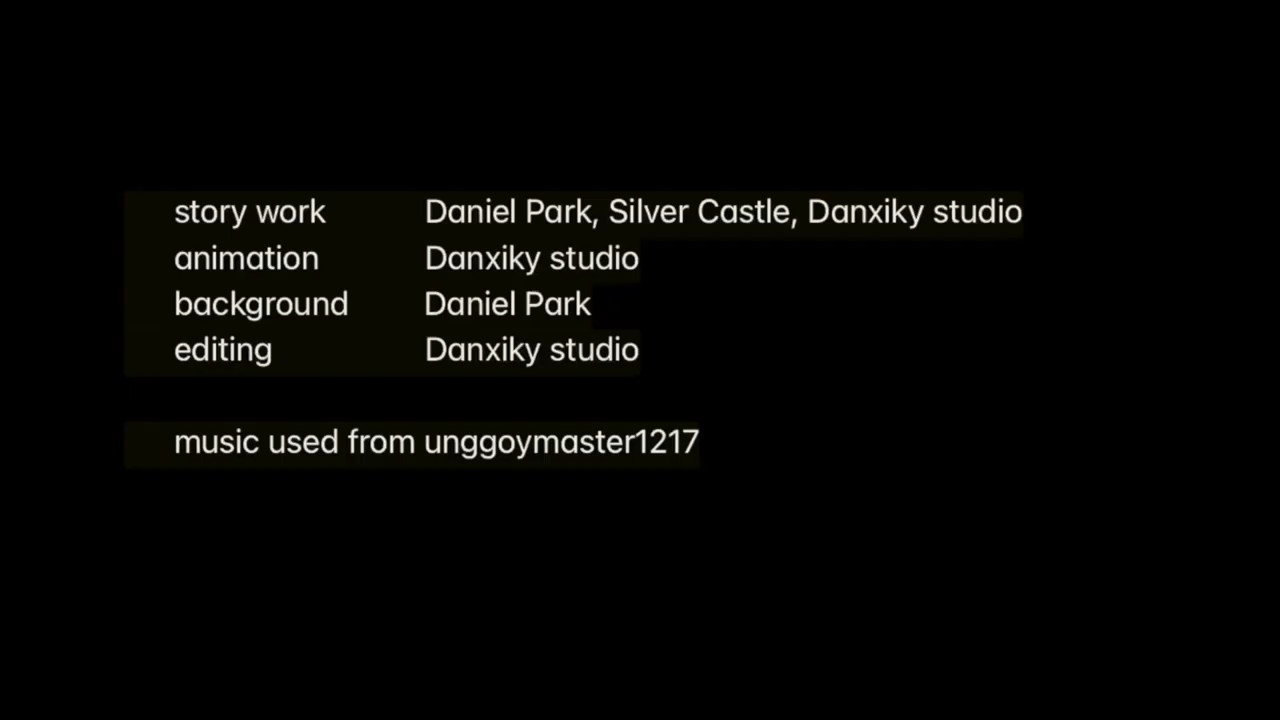 story work Daniel Park, Silver Castle, Danxiky studio
animation Danxiky studio
background Daniel Park
editing Danxiky studio
music used from unggoymaster1217